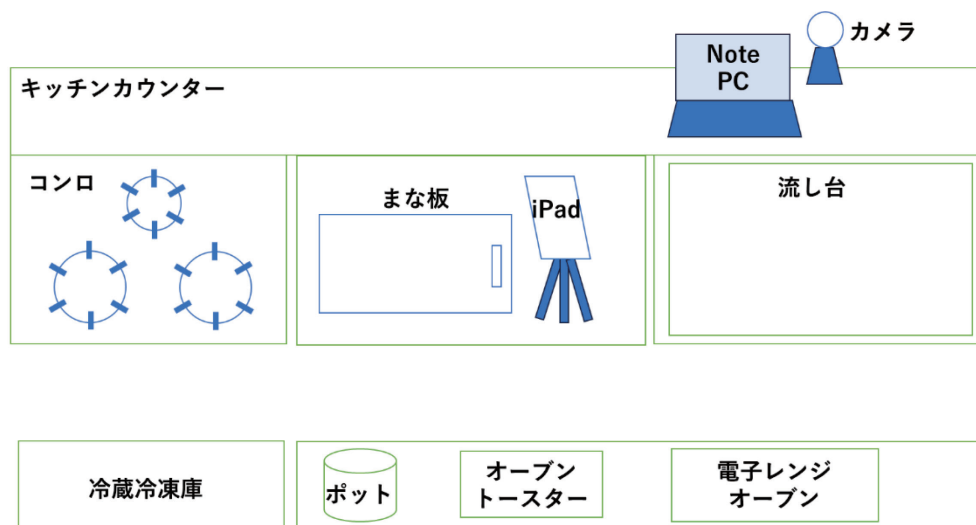 カメラ
Note
PC
キッチンカウンター
コンロ
まな板
iPad
流し台
冷蔵冷凍庫
ポット
オーブン
トースター
電子レンジ
オーブン